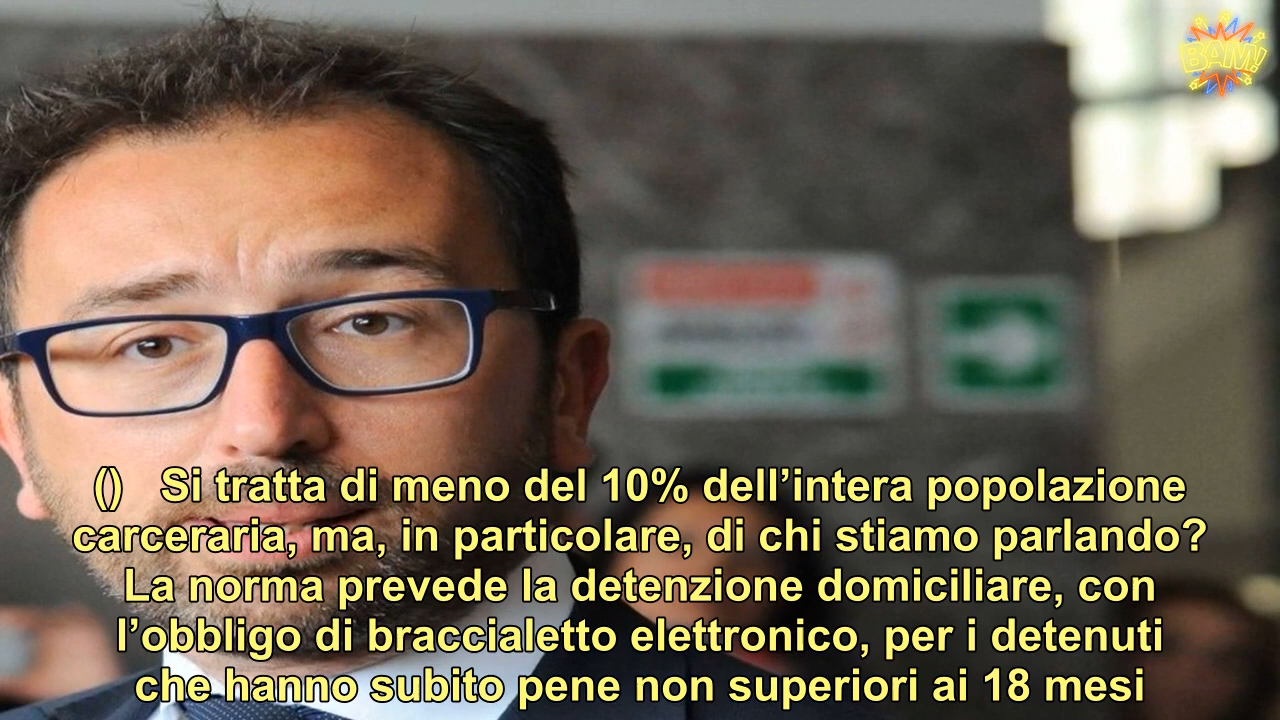 BAM!
() Si tratta di meno del 10% dell’intera popolazione
carceraria, ma, in particolare, di chi stiamo parlando?
La norma prevede la detenzione domiciliare, con
l’obbligo di braccialetto elettronico, per i detenuti
che hanno subito pene non superiori ai 18 mesi